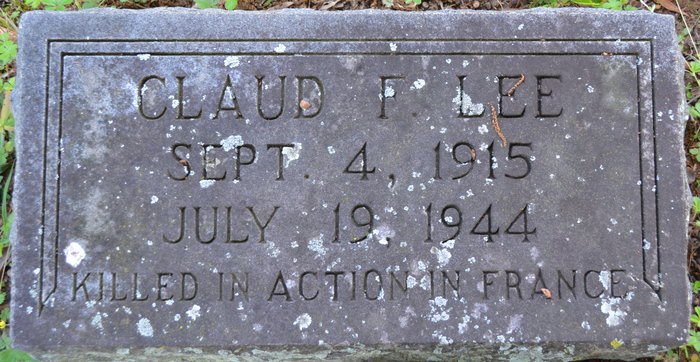 CLAUD F. LEE
SEPT. 4, 1915
JULY 19, 1944
KILLED IN ACTION IN FRANCE